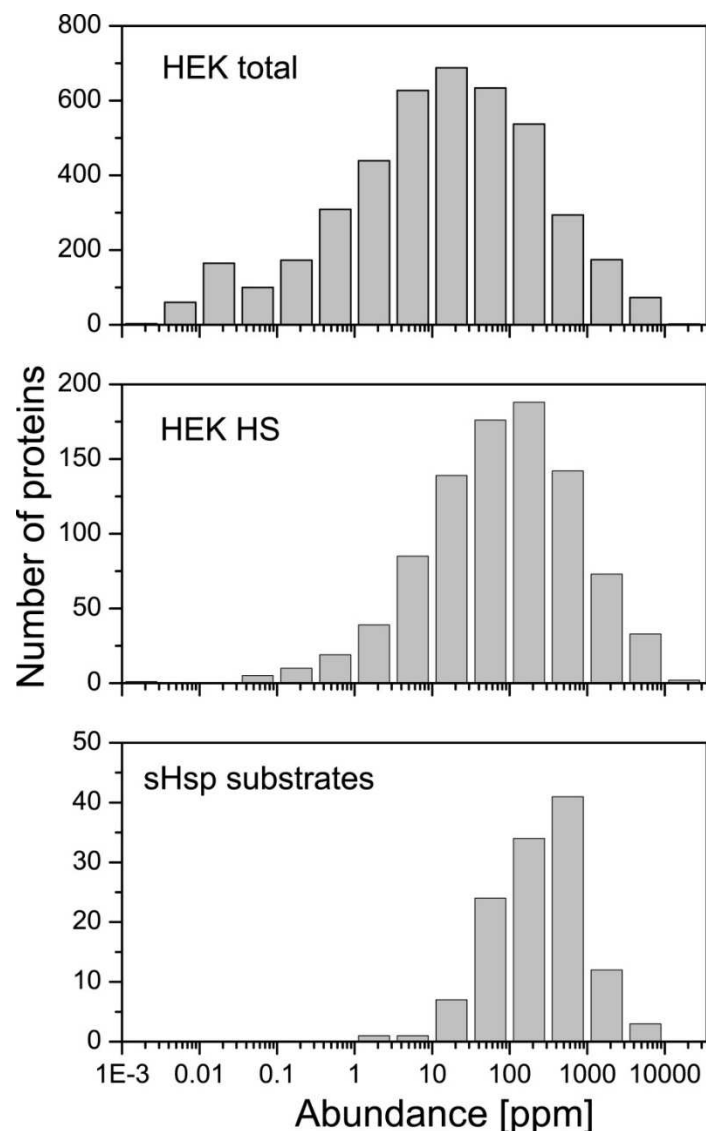 800
HEK total
600
400
200
0
200
HEK HS
150
100
50
0
Number of proteins
50
sHsp substrates
40
30
20
10
0
1E-3 0.01 0.1 1 10 100 1000 10000
Abundance [ppm]